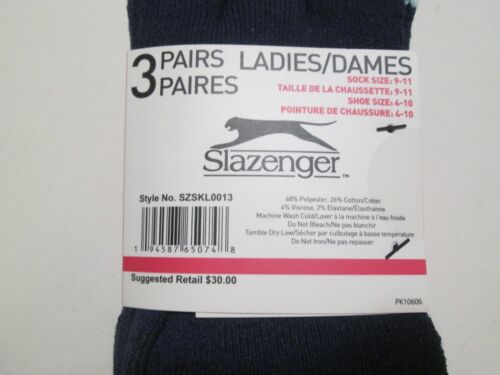 3 PAIRS LADIES/DAMES
PAIRES
SOCK SIZE: 9-11
TAILLE DE LA CHAUSSETTE: 9-11
SHOE SIZE: 4-10
POINTURE DE CHAUSSURE: 4-10
Slazenger™
Style No. SZSKL0013
1 94587 65074 8
68% Polyester, 26% Cotton/Coton
4% Viscose, 2% Elastane/Élasthanne
Machine Wash Cold/Laver à la machine à l'eau froide
Do Not Bleach/Ne pas blanchir
Tumble Dry Low/Sécher par culbutage à basse température
Do Not Iron/Ne pas repasser
Suggested Retail $30.00
PK10606